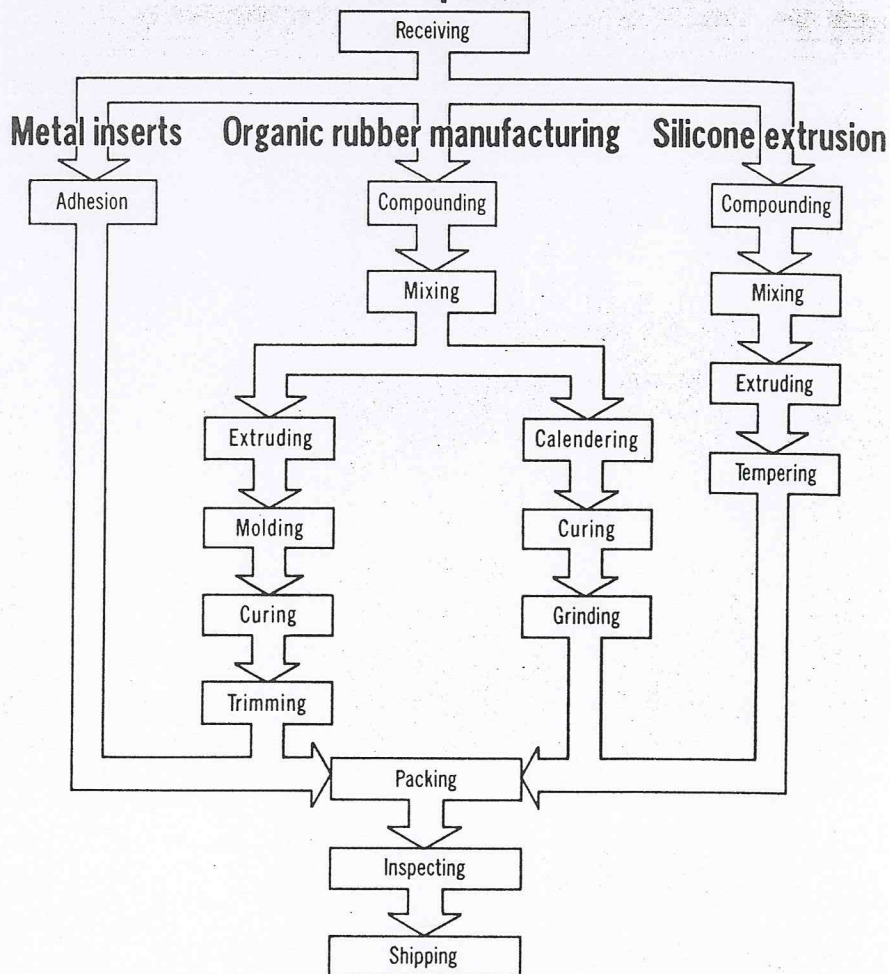 Receiving
Metal inserts
Organic rubber manufacturing
Silicone extrusion
Adhesion
Compounding
Compounding
Mixing
Mixing
Extruding
Extruding
Calendering
Tempering
Molding
Curing
Curing
Grinding
Trimming
Packing
Inspecting
Shipping